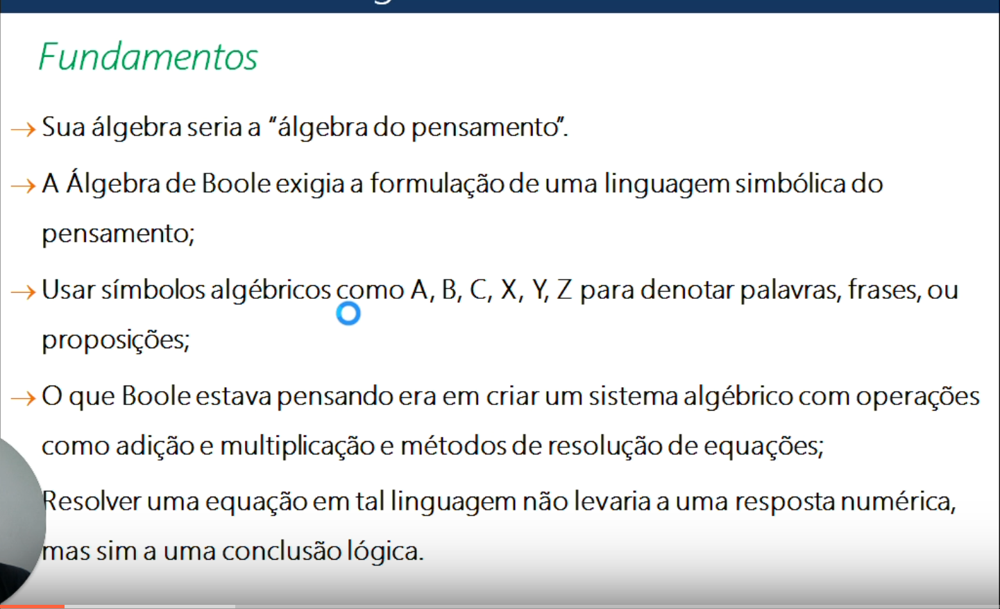 Fundamentos
→ Sua álgebra seria a “álgebra do pensamento”.
→ A Álgebra de Boole exigia a formulação de uma linguagem simbólica do
pensamento;
→ Usar símbolos algébricos como A, B, C, X, Y, Z para denotar palavras, frases, ou
proposições;
→ O que Boole estava pensando era em criar um sistema algébrico com operações
como adição e multiplicação e métodos de resolução de equações;
Resolver uma equação em tal linguagem não levaria a uma resposta numérica,
mas sim a uma conclusão lógica.